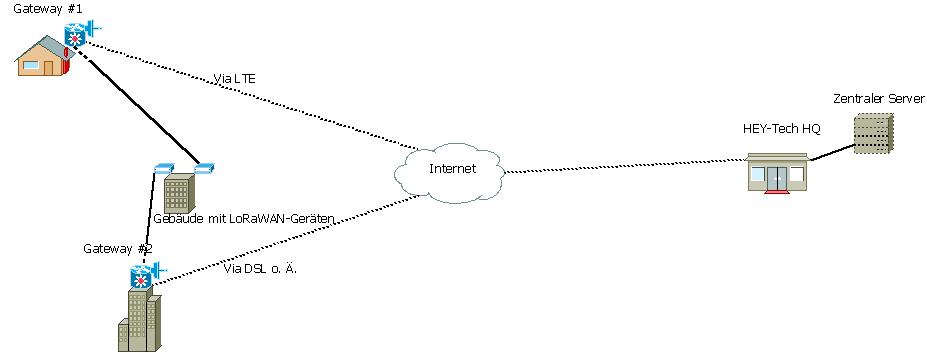 Gateway #1
Via LTE
Zentraler Server
HEY-Tech HQ
Internet
Gebäude mit LoRaWAN-Geräten
Gateway #2
Via DSL o. Ä.